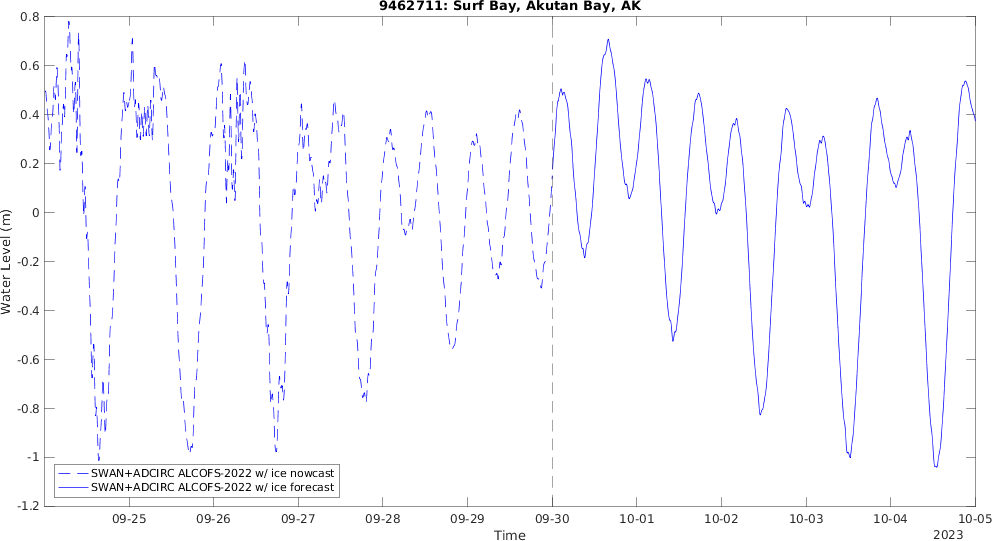 9462711: Surf Bay, Akutan Bay, AK
0.8
0.6
0.4
0.2
0
-0.2
-0.4
-0.6
-0.8
-1
-1.2
Water Level (m)
SWAN+ADCIRC ALCOFS-2022 w/ ice nowcast
SWAN+ADCIRC ALCOFS-2022 w/ ice forecast
09-25 09-26 09-27 09-28 09-29 09-30 10-01 10-02 10-03 10-04 10-05
Time
2023